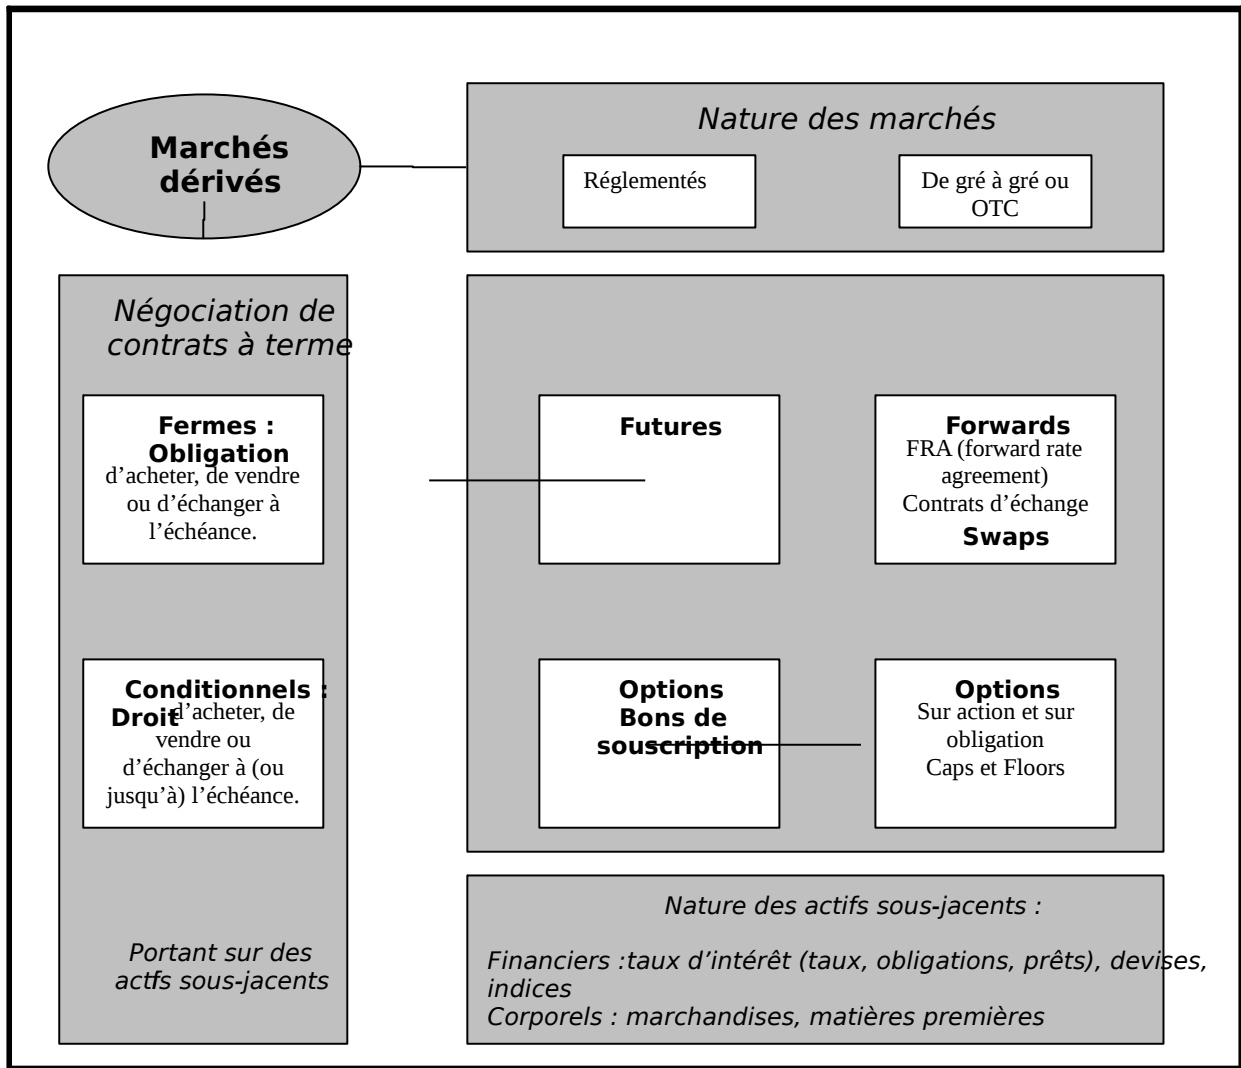 Marchés
dérivés
Nature des marchés
Réglementés
De gré à gré ou
OTC
Négociation de
contrats à terme
Fermes :
Obligation
d’acheter, de vendre
ou d’échanger à
l’échéance.
Futures
Forwards
FRA (forward rate
agreement)
Contrats d’échange
Swaps
Conditionnels :
Droit d’acheter, de
vendre ou
d’échanger à (ou
jusqu’à) l’échéance.
Options
Bons de
souscription
Options
Sur action et sur
obligation
Caps et Floors
Portant sur des
actifs sous-jacents
Nature des actifs sous-jacents :
Financiers :taux d’intérêt (taux, obligations, prêts), devises,
indices
Corporels : marchandises, matières premières